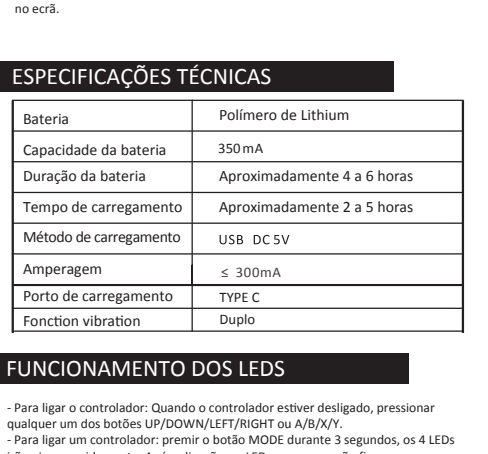 no ecrã.
ESPECIFICAÇÕES TÉCNICAS
Bateria Polímero de Lithium
Capacidade da bateria 350 mA
Duração da bateria Aproximadamente 4 a 6 horas
Tempo de carregamento Aproximadamente 2 a 5 horas
Método de carregamento USB DC 5V
Amperagem ≤ 300mA
Porto de carregamento TYPE C
Fonction vibration Duplo
FUNCIONAMENTO DOS LEDS
- Para ligar o controlador: Quando o controlador estiver desligado, pressionar
qualquer um dos botões UP/DOWN/LEFT/RIGHT ou A/B/X/Y.
- Para ligar um controlador: premir o botão MODE durante 3 segundos, os 4 LEDs